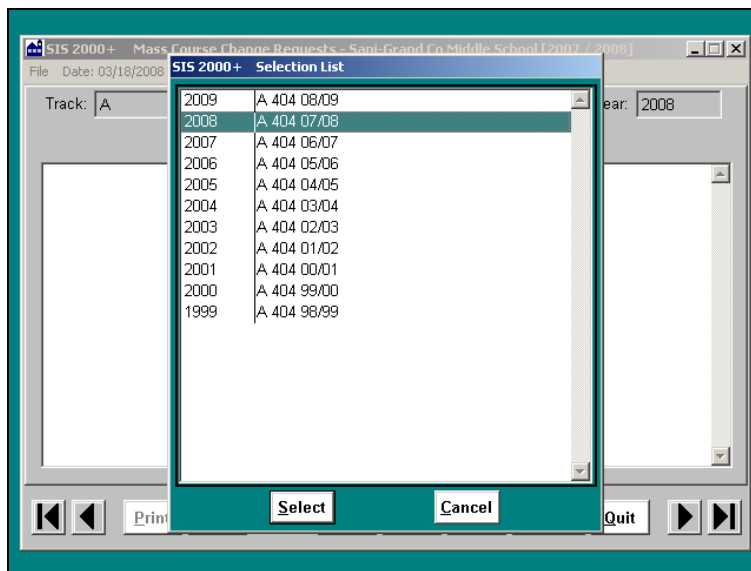 SIS 2000+ Mass Course Change Requests - Sani-Grand Co Middle School [2007 / 2008]
File Date: 03/18/2008
SIS 2000+ Selection List
Track: A
ear: 2008
2009 A 404 08/09
2008 A 404 07/08
2007 A 404 06/07
2006 A 404 05/06
2005 A 404 04/05
2004 A 404 03/04
2003 A 404 02/03
2002 A 404 01/02
2001 A 404 00/01
2000 A 404 99/00
1999 A 404 98/99
Print
Select
Cancel
Quit